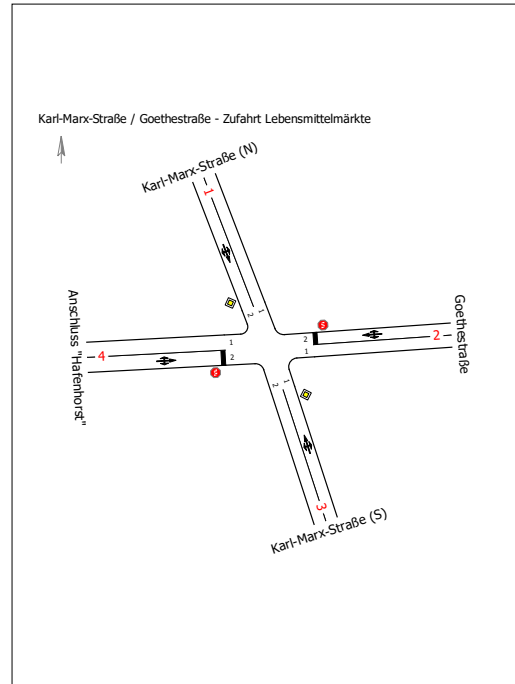 Karl-Marx-Straße / Goethestraße - Zufahrt Lebensmittelmärkte
Karl-Marx-Straße (N)
1
1
2
Anschluss "Hafenhorst"
4
1
2
Goethestraße
2
2
1
1
2
3
Karl-Marx-Straße (S)